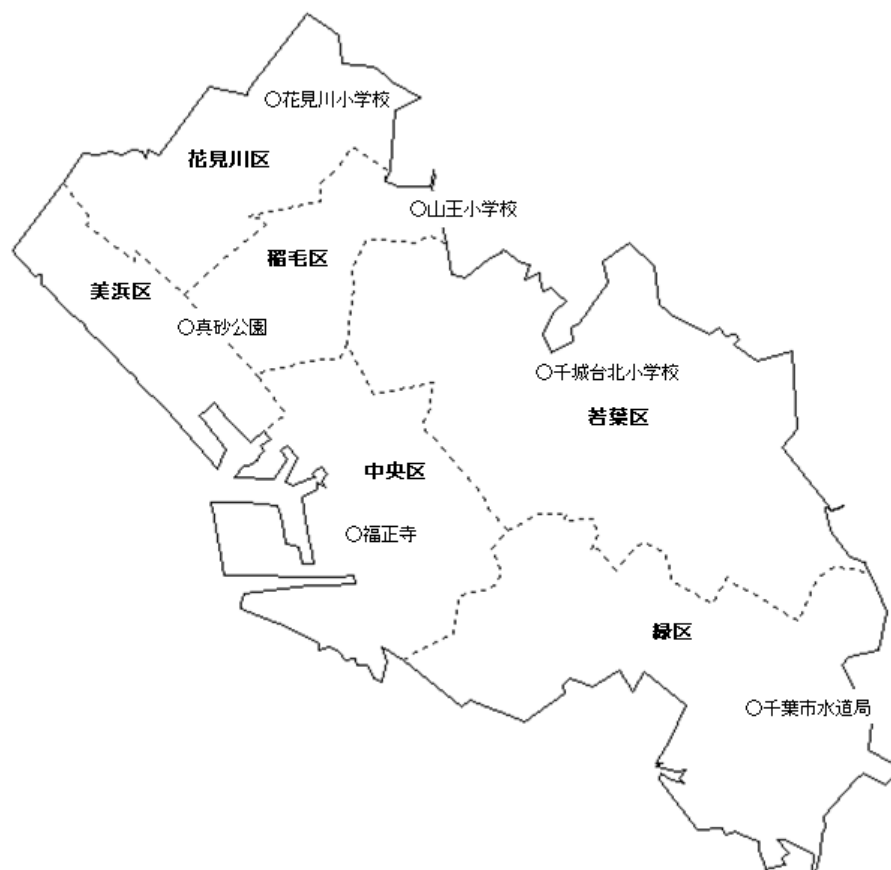 ○花見川小学校
花見川区
○山王小学校
稲毛区
美浜区
○真砂公園
○千城台北小学校
若葉区
中央区
○福正寺
緑区
○千葉市水道局